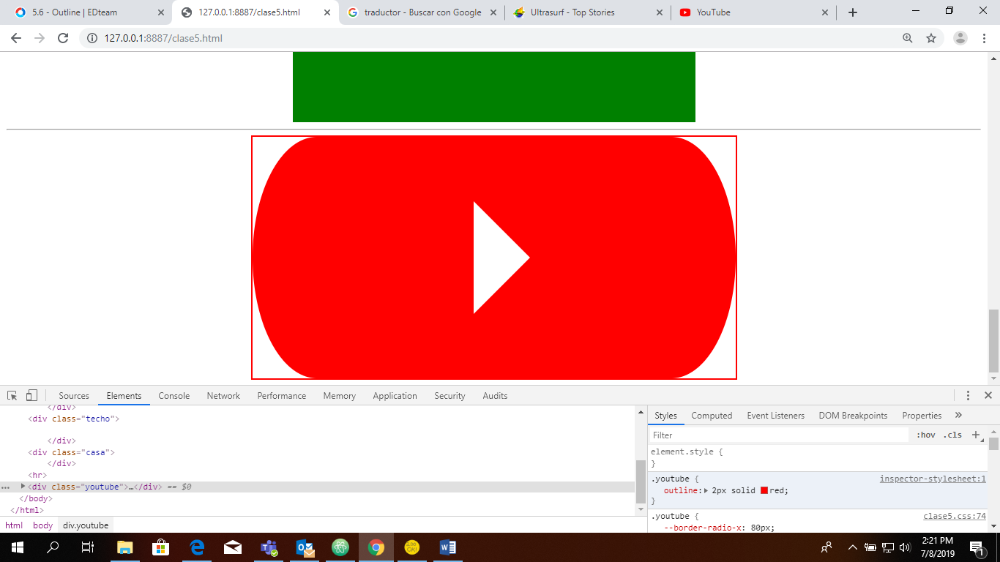 5.6 - Outline | EDteam
127.0.0.1:8887/clase5.html
traductor - Buscar con Google
Ultrasurf - Top Stories
YouTube
127.0.0.1:8887/clase5.html
Sources Elements Console Network Performance Memory Application Security Audits
</div>
<div class="techo">
</div>
<div class="casa">
</div>
<hr>
<div class="youtube">…</div> == $0
</body>
</html>
html body div.youtube
Styles Computed Event Listeners DOM Breakpoints Properties »
Filter :hov .cls +
element.style {
}
.youtube { inspector-stylesheet:1
outline: 2px solid red;
}
.youtube { clase5.css:74
--border-radio-x: 80px;
2:21 PM
7/8/2019
1